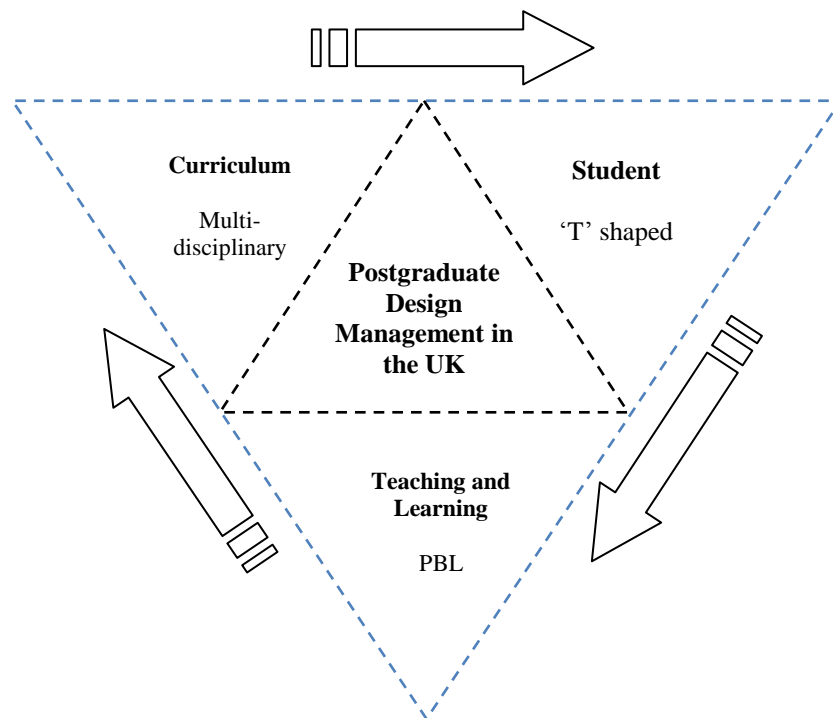 Curriculum
Multi-
disciplinary
Student
‘T’ shaped
Postgraduate
Design
Management in
the UK
Teaching and
Learning
PBL